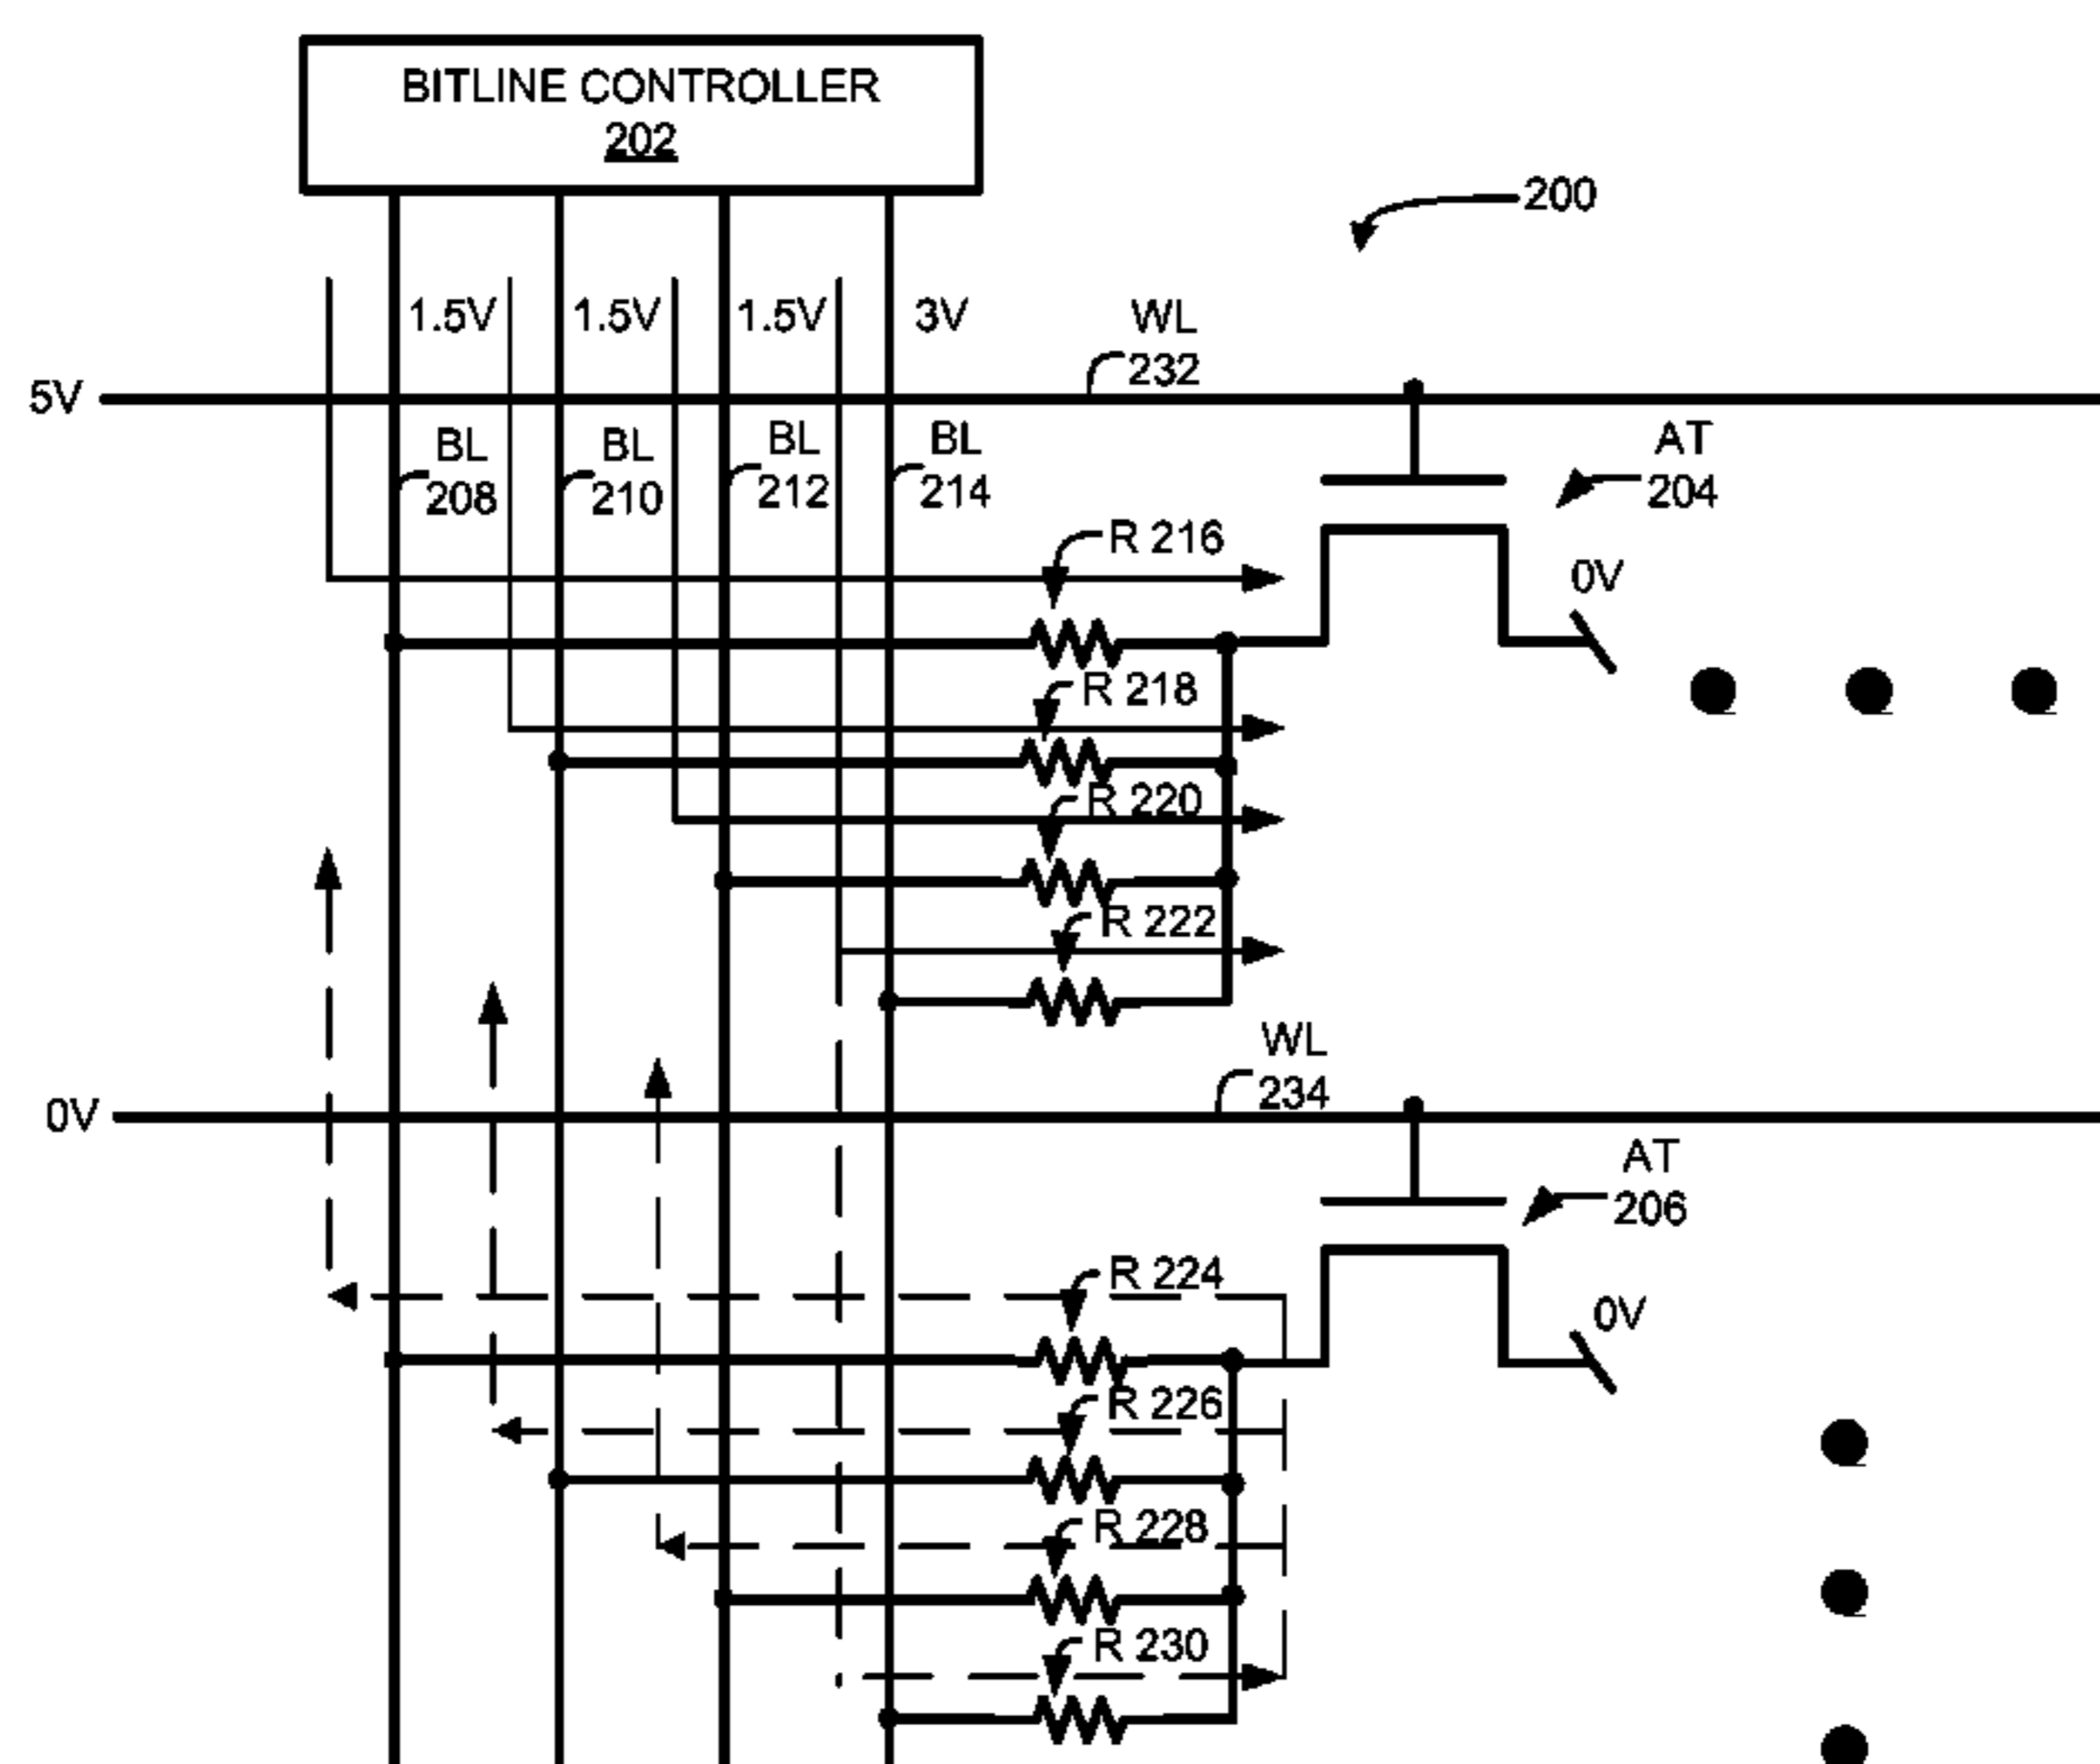 BITLINE CONTROLLER
202
200
1.5V 1.5V 1.5V 3V WL
232
5V
BL BL BL BL AT
208 210 212 214 204
R 216
0V
R 218
R 220
R 222
WL
234
0V
AT
206
R 224
0V
R 226
R 228
R 230